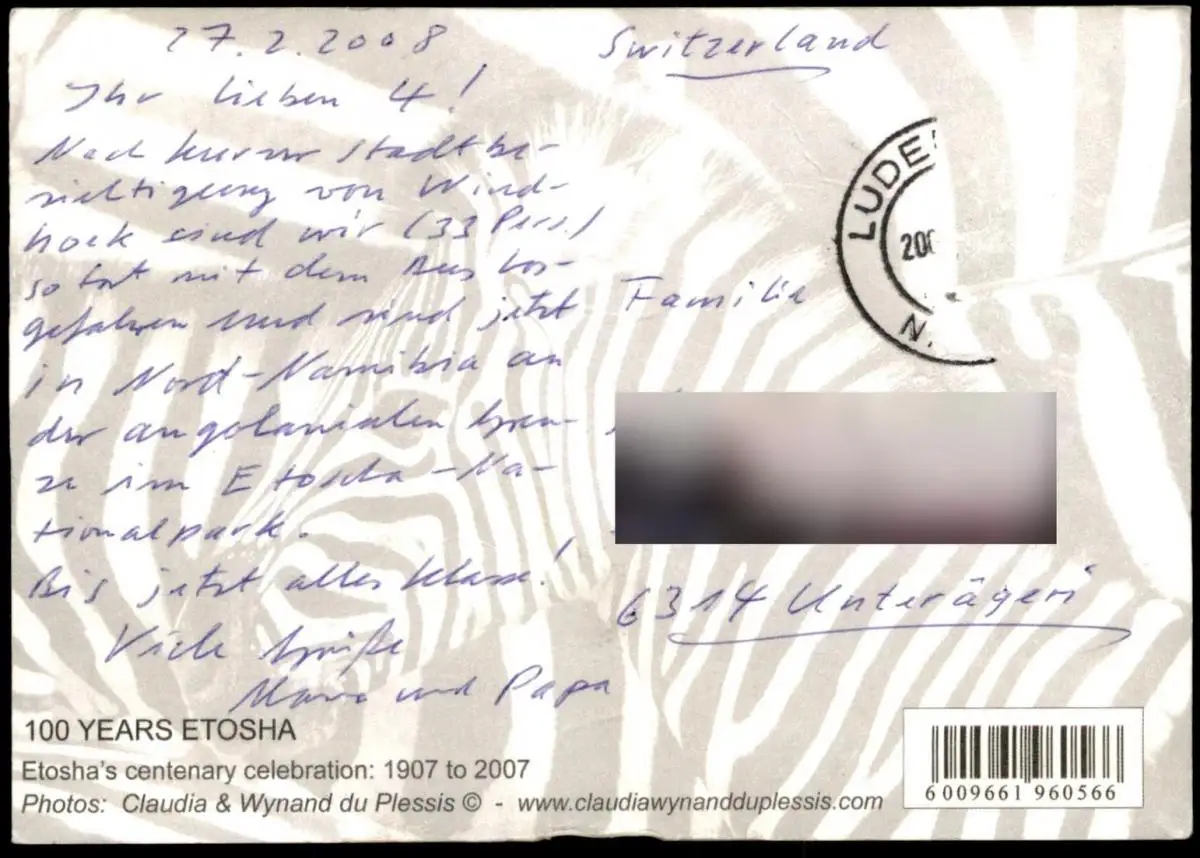 27.2.2008
Ihr lieben 4!
Nach kurzer Stadtbe-
sichtigung von Wind-
hoek sind wir (33 Pers.)
sofort mit dem Bus los-
gefahren und sind jetzt
in Nord-Namibia an
der angolanischen Gren-
ze im Etoscha-Na-
tionalpark.
Bis jetzt alles klasse!
Viele Grüße
Mama und Papa
Switzerland
LUDE
200
N.
Familie
6314 Unterägeri
100 YEARS ETOSHA
Etosha's centenary celebration: 1907 to 2007
Photos: Claudia & Wynand du Plessis © - www.claudiawynandduplessis.com
6009661 960566